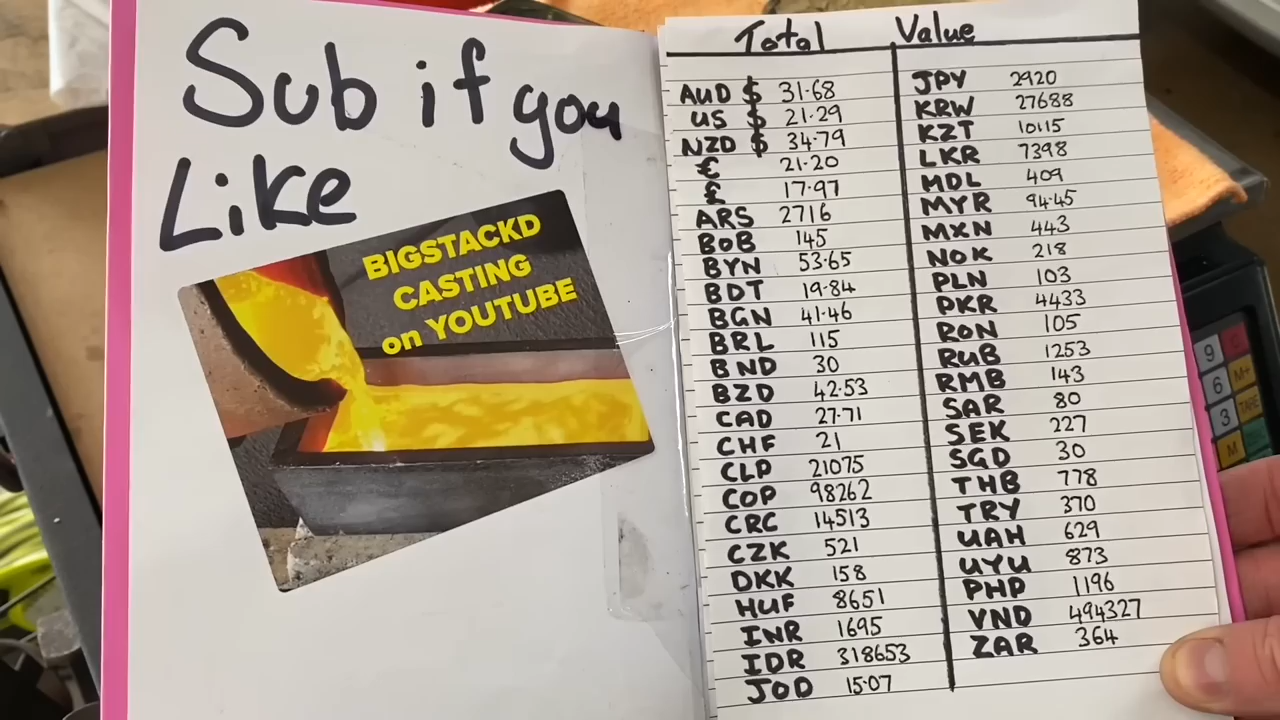 Sub if you
Like
BIGSTACKD
CASTING
on YOUTUBE
Total Value
AUD $ 31.68
US $ 21.29
NZD $ 34.79
€ 21.20
£ 17.97
ARS 2716
BOB 145
BYN 53.65
BDT 19.84
BGN 41.46
BRL 115
BND 30
BZD 42.53
CAD 27.71
CHF 21
CLP 21075
COP 98262
CRC 14513
CZK 521
DKK 158
HUF 8651
INR 1695
IDR 318653
JOD 15.07
JPY 2920
KRW 27688
KZT 10115
LKR 7398
MDL 409
MYR 94.45
MXN 443
NOK 218
PLN 103
PKR 4433
RON 105
RUB 1253
RMB 143
SAR 80
SEK 227
SGD 30
THB 778
TRY 370
UAH 629
UYU 873
PHP 1196
VND 494327
ZAR 364
9 C
6 M+
3 TARE
M